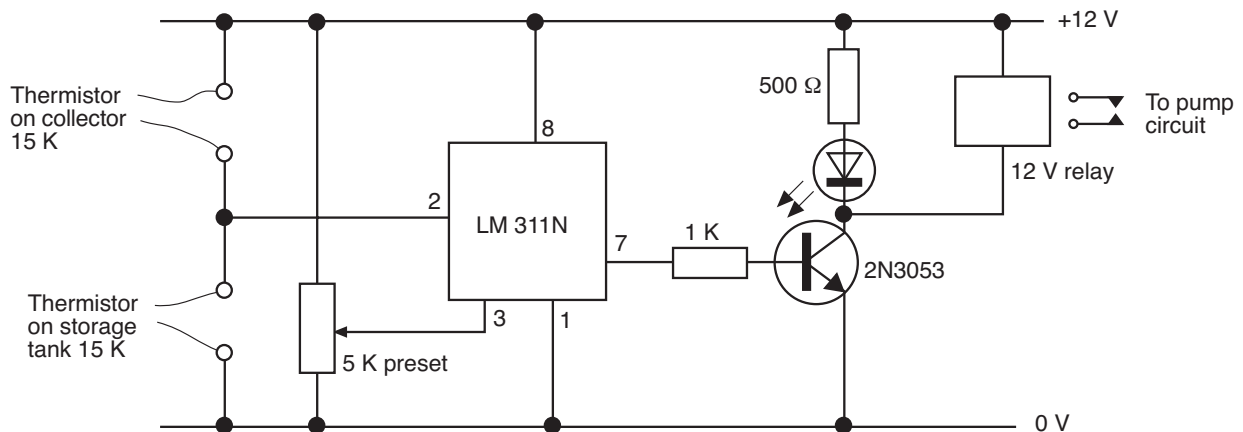 +12 V
Thermistor
on collector
15 K
500 Ω
To pump
circuit
8
12 V relay
2
LM 311N
7
1 K
2N3053
Thermistor
on storage
tank 15 K
3
1
5 K preset
0 V